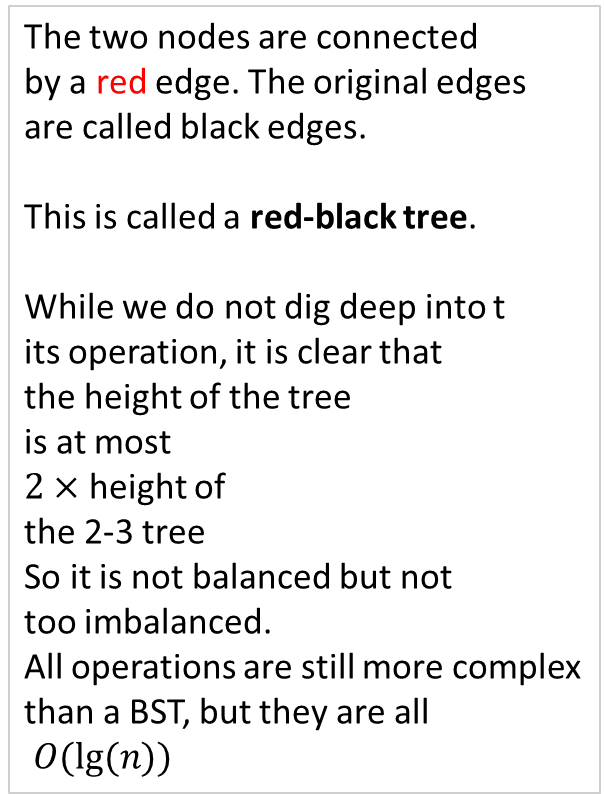 The two nodes are connected
by a red edge. The original edges
are called black edges.
This is called a red-black tree.
While we do not dig deep into t
its operation, it is clear that
the height of the tree
is at most
2 × height of
the 2-3 tree
So it is not balanced but not
too imbalanced.
All operations are still more complex
than a BST, but they are all
O(lg(n))